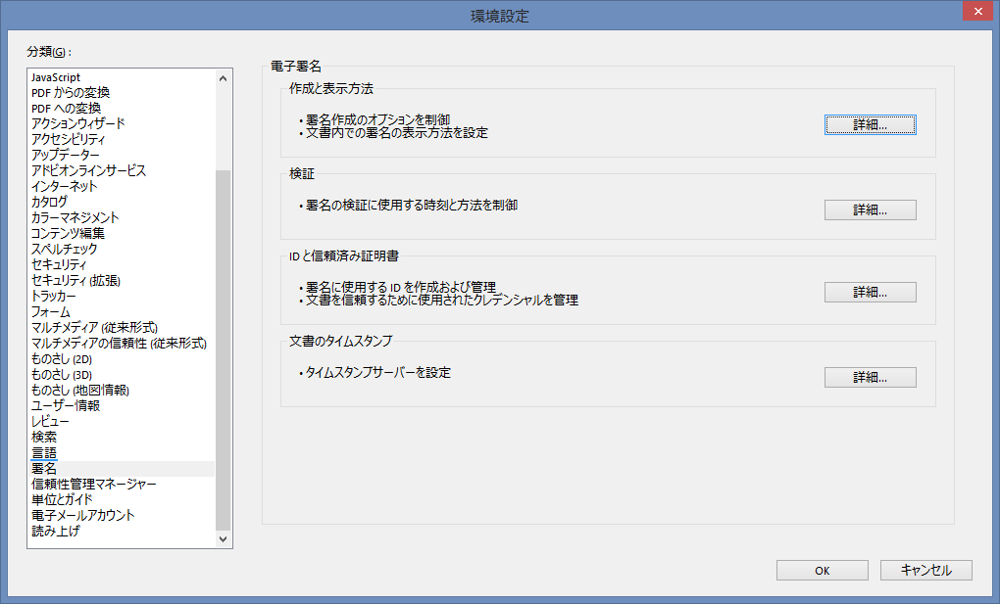 環境設定
分類(G) :
JavaScript
PDF からの変換
PDF への変換
アクションウィザード
アクセシビリティ
アップデーター
アドビオンラインサービス
インターネット
カタログ
カラーマネジメント
コンテンツ編集
スペルチェック
セキュリティ
セキュリティ (拡張)
トラッカー
フォーム
マルチメディア (従来形式)
マルチメディアの信頼性 (従来形式)
ものさし (2D)
ものさし (3D)
ものさし (地図情報)
ユーザー情報
レビュー
検索
言語
署名
信頼性管理マネージャー
単位とガイド
電子メールアカウント
読み上げ
電子署名
作成と表示方法
• 署名作成のオプションを制御
• 文書内での署名の表示方法を設定
詳細...
検証
• 署名の検証に使用する時刻と方法を制御
詳細...
ID と信頼済み証明書
• 署名に使用する ID を作成および管理
• 文書を信頼するために使用されたクレデンシャルを管理
詳細...
文書のタイムスタンプ
• タイムスタンプサーバーを設定
詳細...
OK
キャンセル